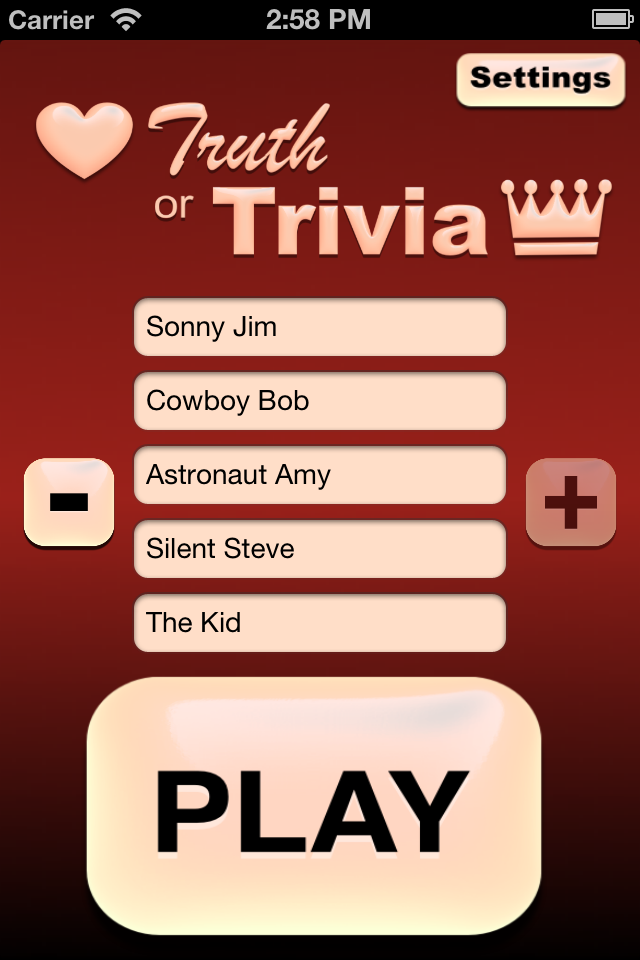 Carrier 2:58 PM
Settings
Truth
or Trivia
Sonny Jim
Cowboy Bob
Astronaut Amy
- +
Silent Steve
The Kid
PLAY